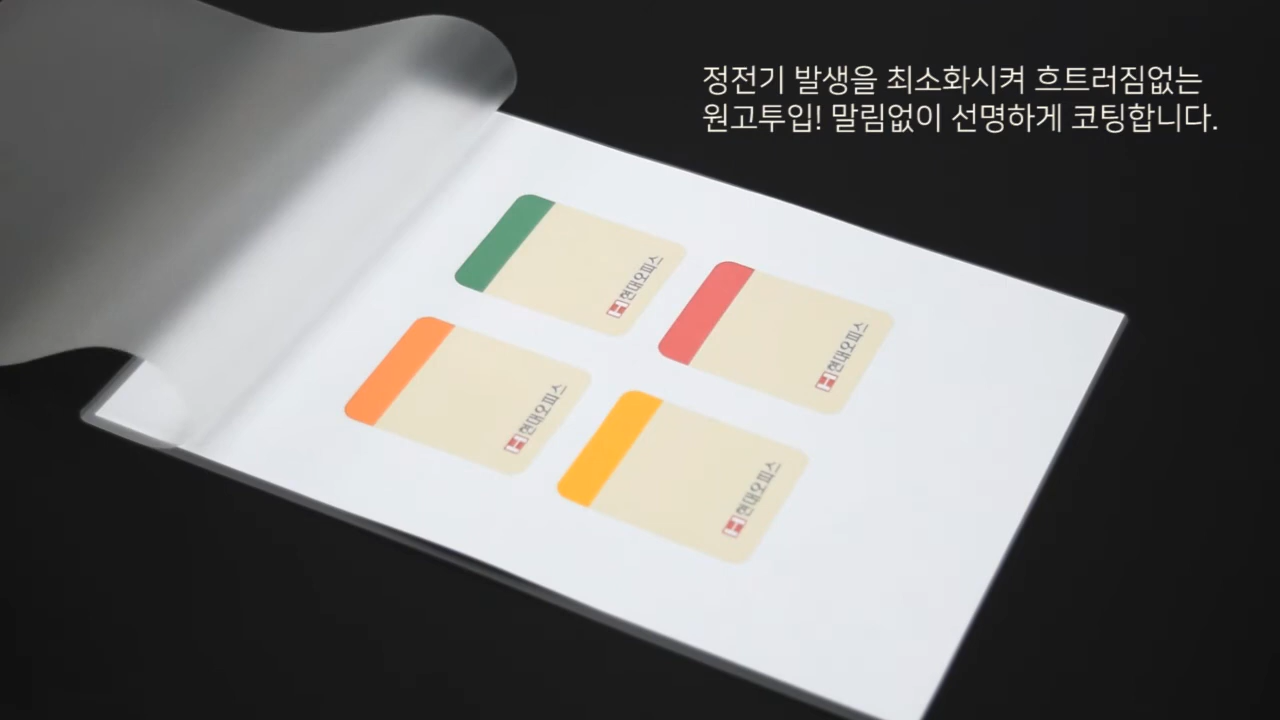 정전기 발생을 최소화시켜 흐트러짐없는
원고투입! 말림없이 선명하게 코팅합니다.
현대오피스
현대오피스
현대오피스
현대오피스